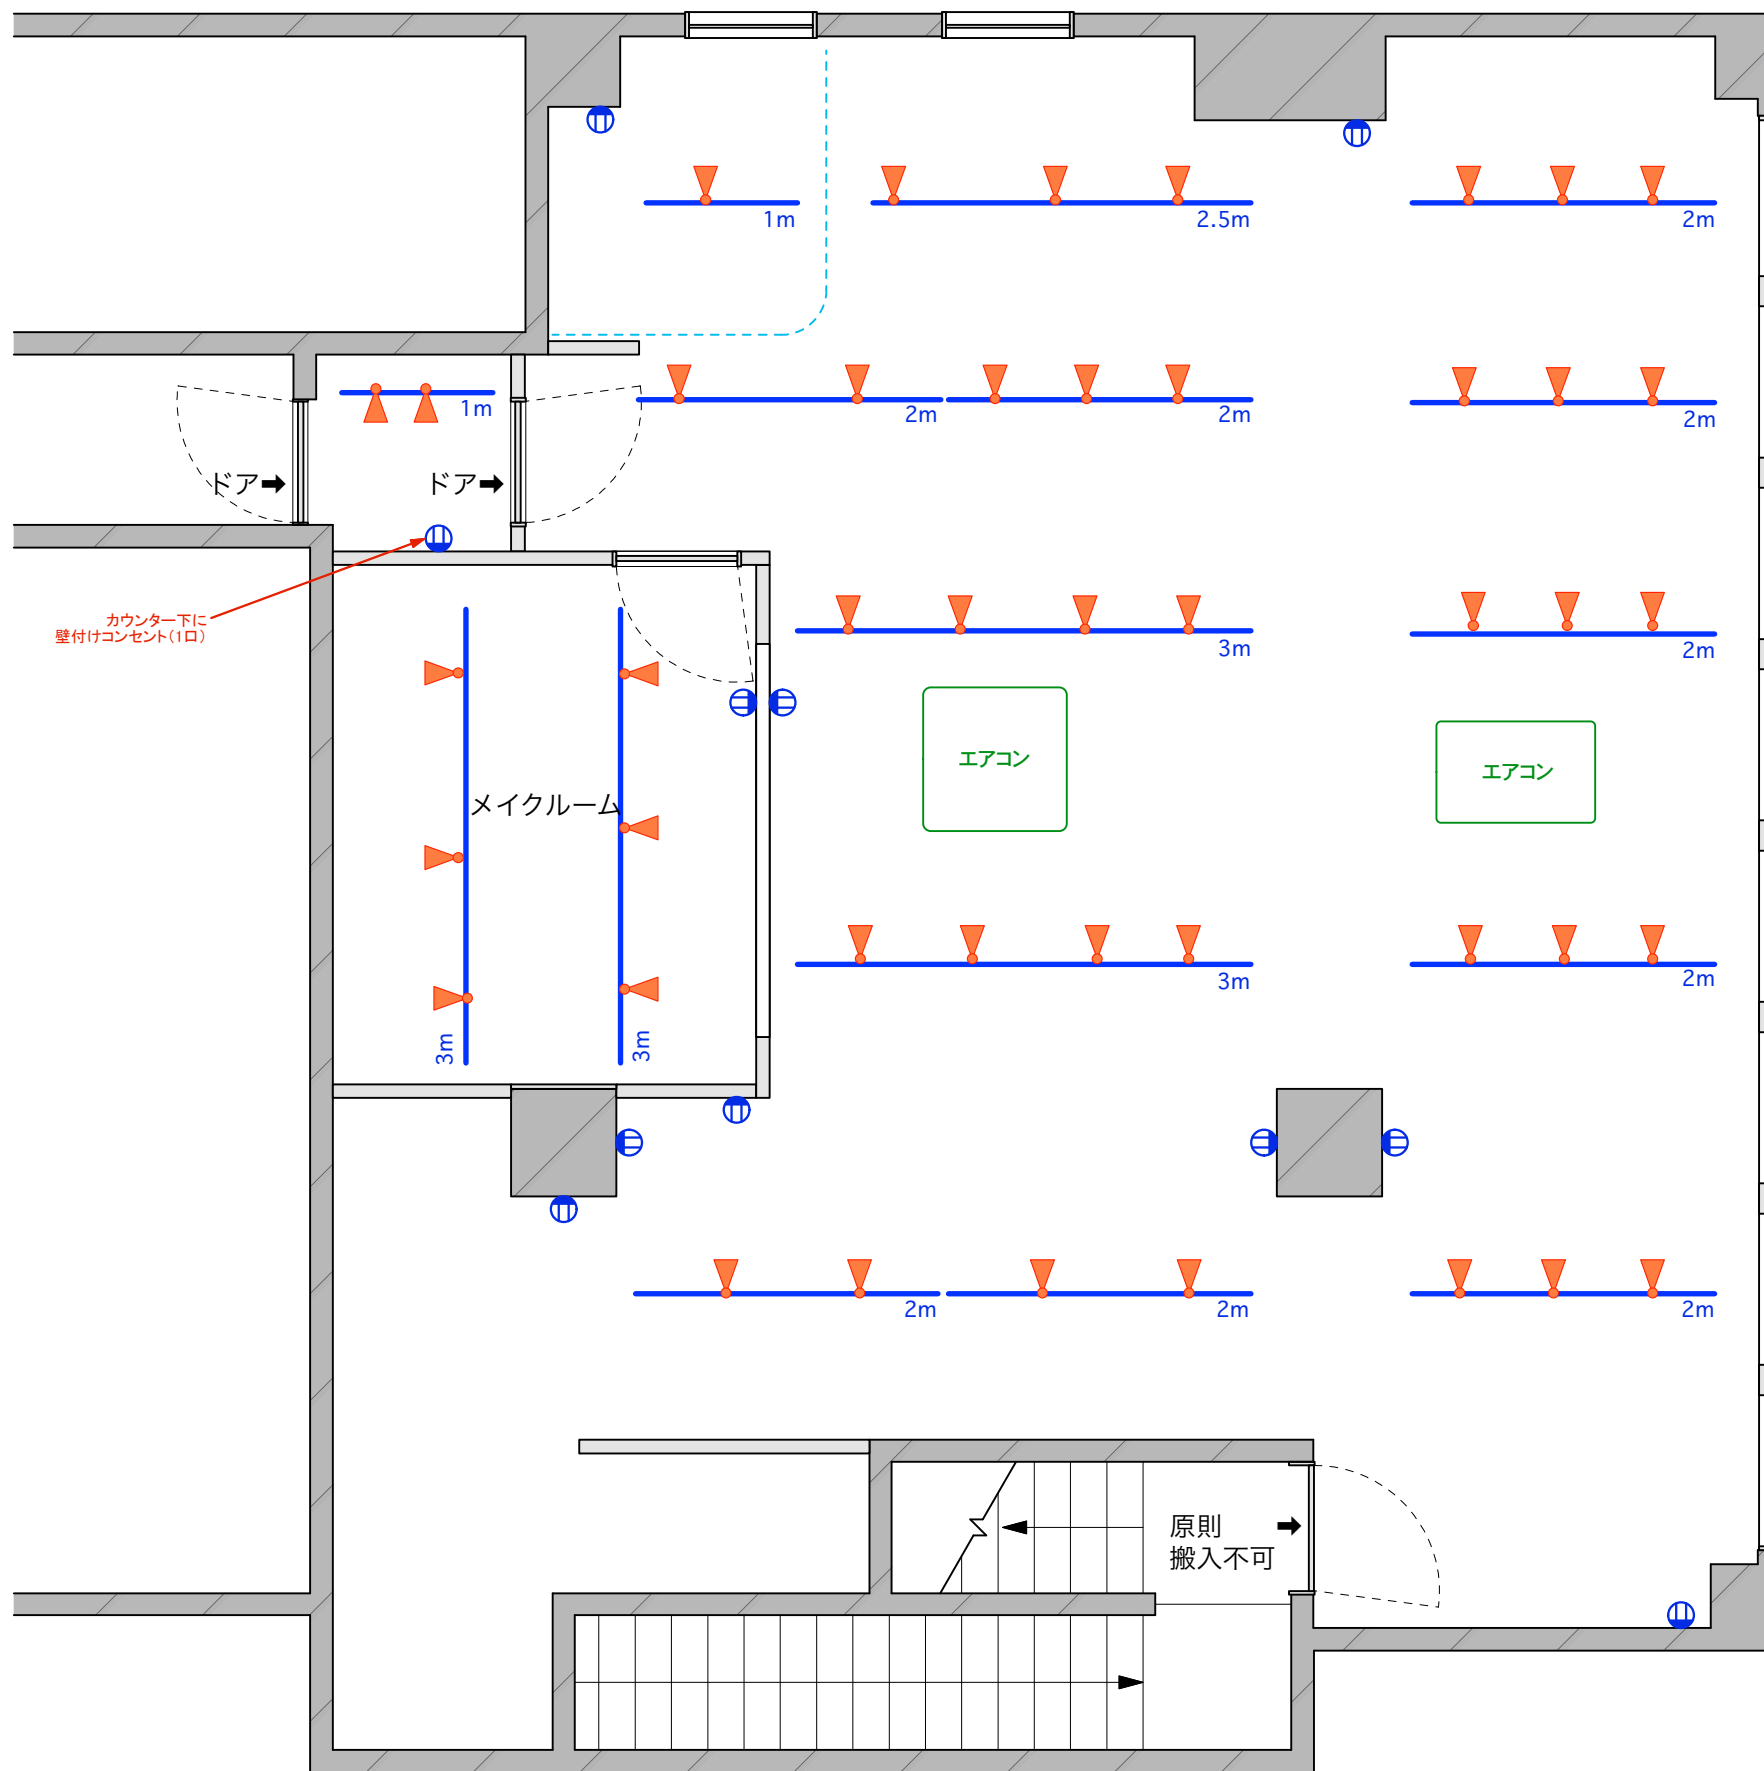 1m
2.5m
2m
1m
2m
2m
2m
ドア
ドア
カウンター下に
壁付けコンセント(1口)
3m
2m
エアコン
エアコン
メイクルーム
3m
2m
3m
3m
2m
2m
2m
原則
搬入不可